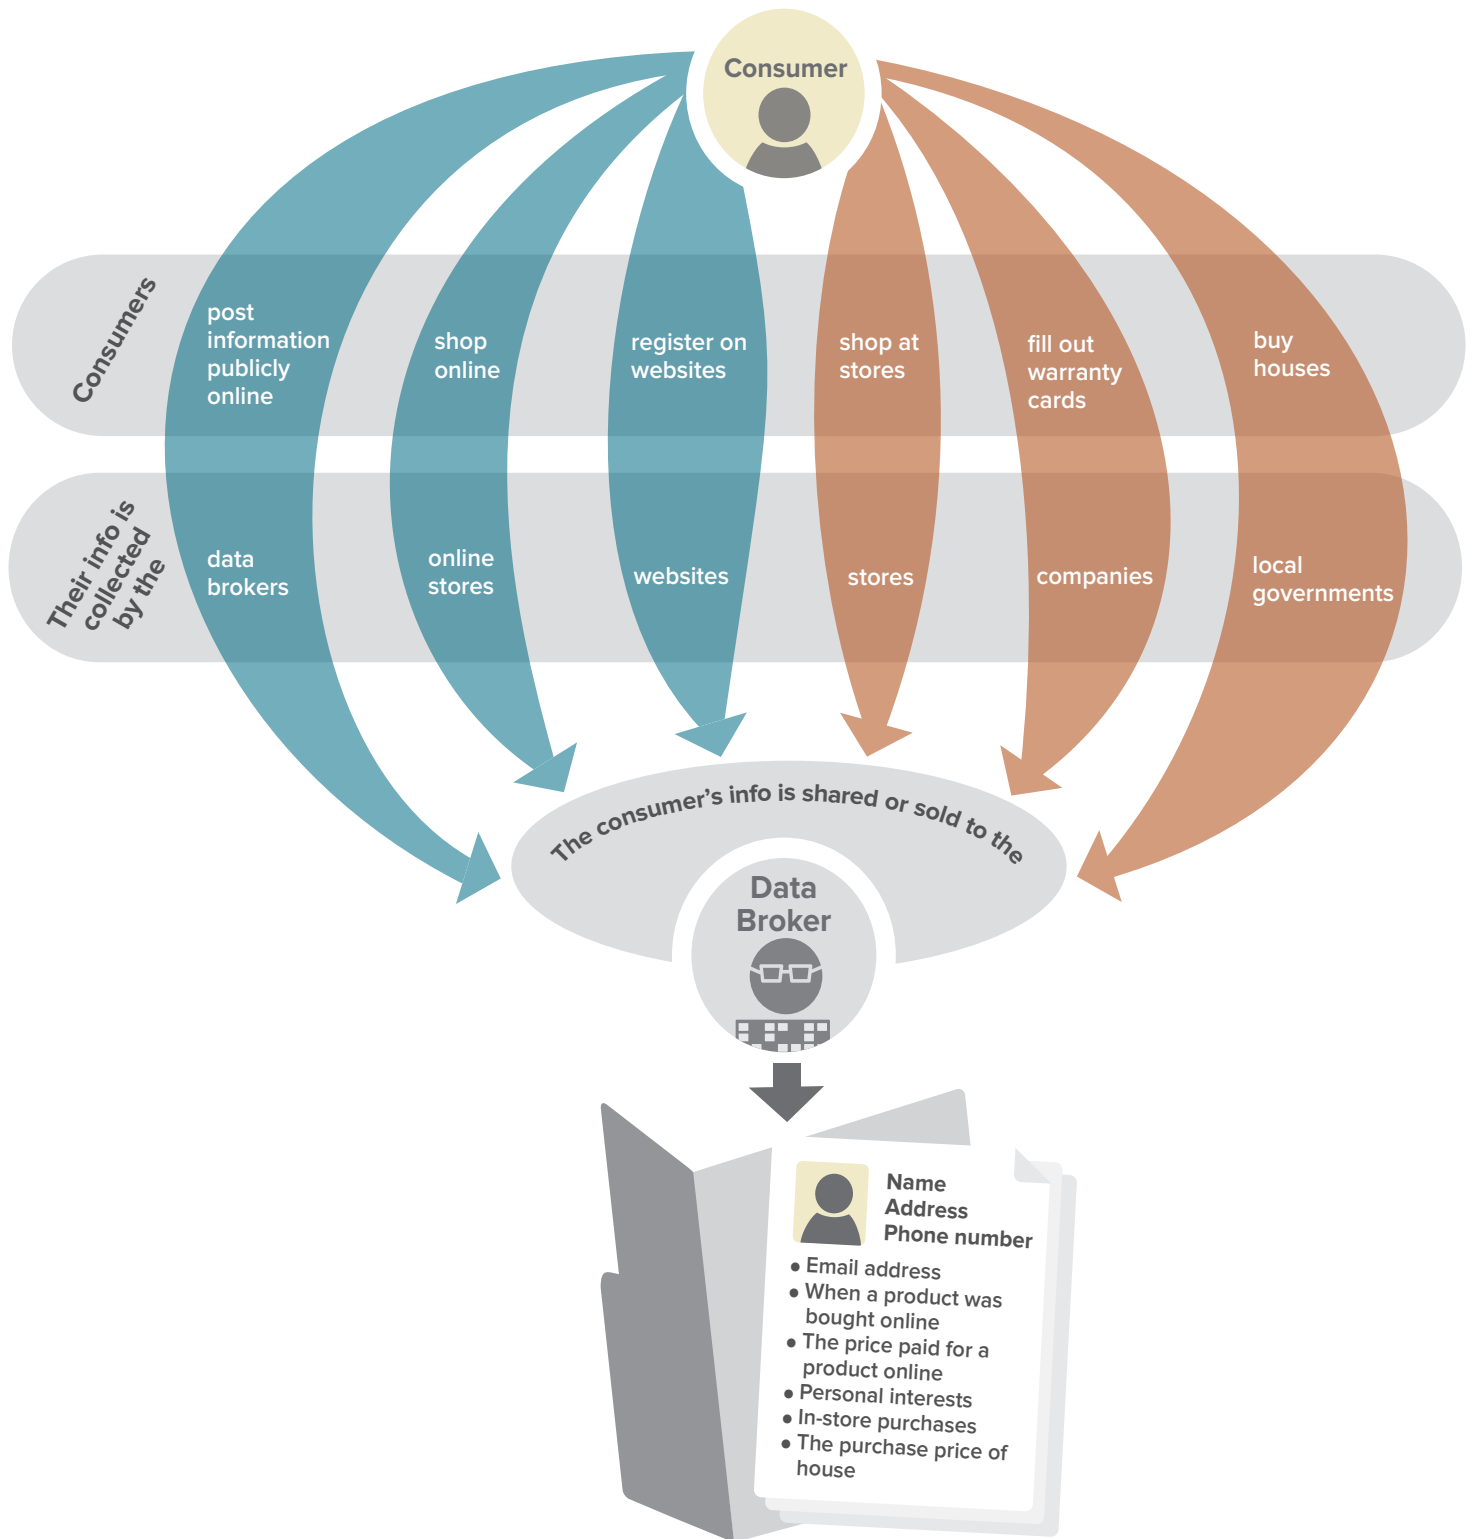 Consumer
Consumers
post
information
publicly
online
shop
online
register on
websites
shop at
stores
fill out
warranty
cards
buy
houses
Their info is
collected
by the
data
brokers
online
stores
websites
stores
companies
local
governments
The consumer’s info is shared or sold to the
Data
Broker
Name
Address
Phone number
• Email address
• When a product was
bought online
• The price paid for a
product online
• Personal interests
• In-store purchases
• The purchase price of
house